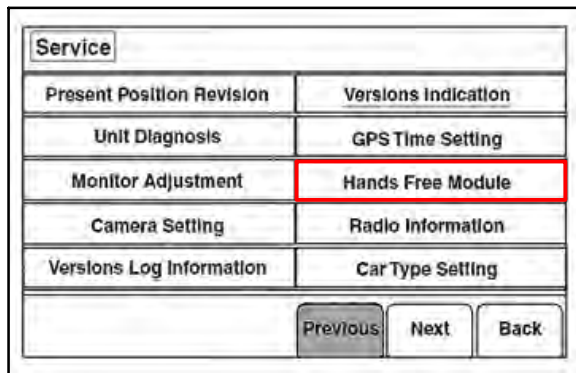 Service
Present Position Revision Versions Indication
Unit Diagnosis GPS Time Setting
Monitor Adjustment Hands Free Module
Camera Setting Radio Information
Versions Log Information Car Type Setting
Previous Next Back